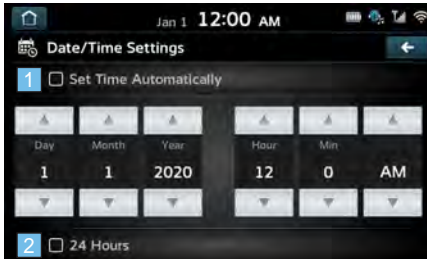 Jan 1 12:00 AM
Date/Time Settings
1 Set Time Automatically
Day Month Year Hour Min
1 1 2020 12 0 AM
2 24 Hours